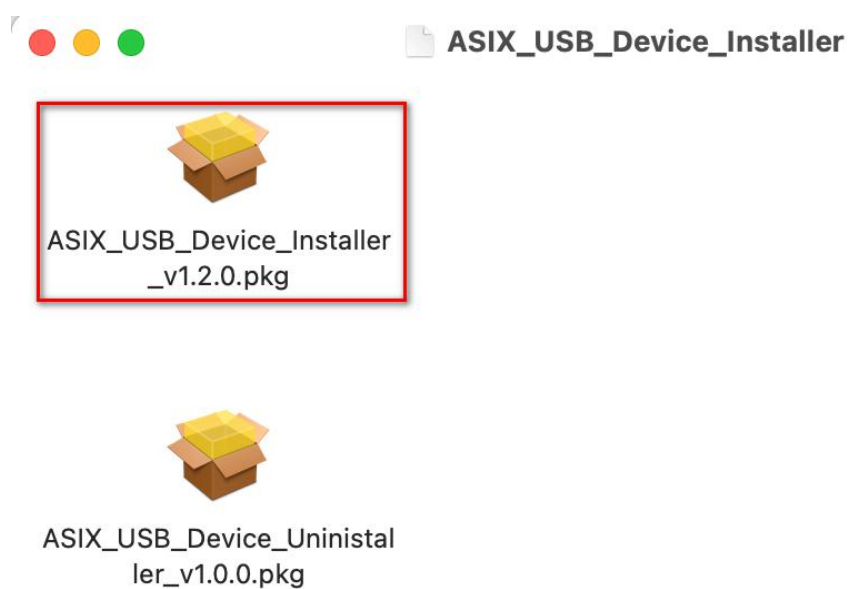 ASIX_USB_Device_Installer
ASIX_USB_Device_Installer
_v1.2.0.pkg
ASIX_USB_Device_Uninistal
ler_v1.0.0.pkg